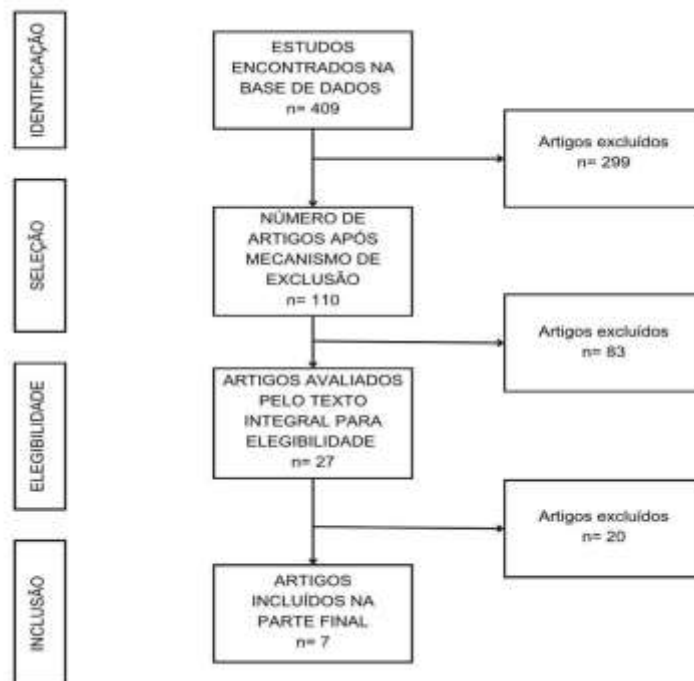 IDENTIFICAÇÃO
ESTUDOS
ENCONTRADOS NA
BASE DE DADOS
n= 409
Artigos excluídos
n= 299
SELEÇÃO
NÚMERO DE
ARTIGOS APÓS
MECANISMO DE
EXCLUSÃO
n= 110
Artigos excluídos
n= 83
ELEGIBILIDADE
ARTIGOS AVALIADOS
PELO TEXTO
INTEGRAL PARA
ELEGIBILIDADE
n= 27
Artigos excluídos
n= 20
INCLUSÃO
ARTIGOS
INCLUÍDOS NA
PARTE FINAL
n= 7